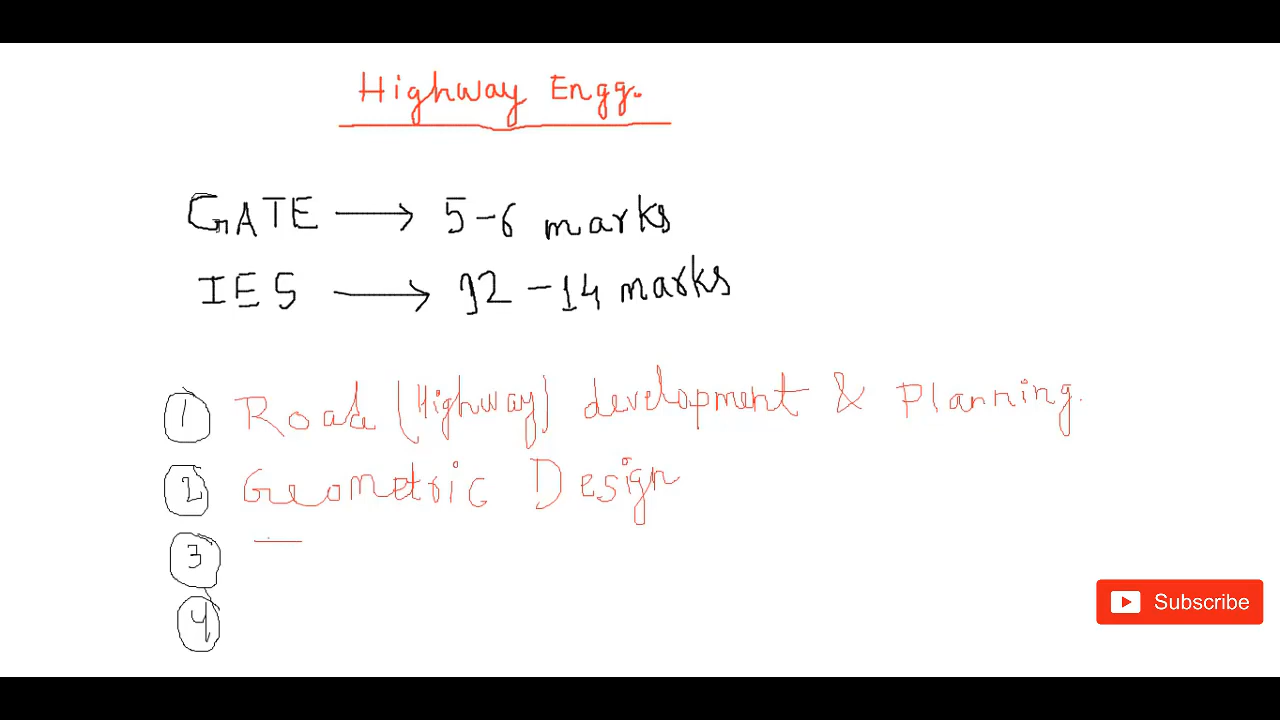 Highway Engg.
GATE → 5-6 marks
IES → 12-14 marks
1 Road (Highway) development & Planning.
2 Geometric Design
3
4
Subscribe